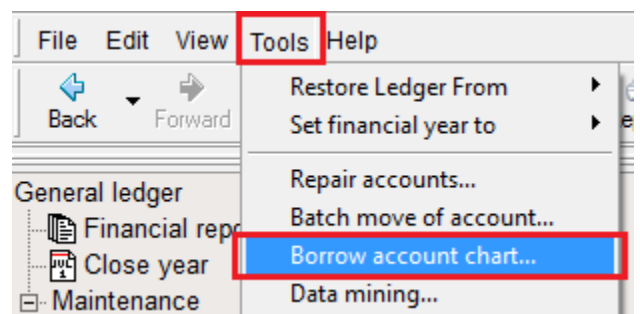 File Edit View Tools Help
Back Forward
Restore Ledger From
Set financial year to
Repair accounts...
Batch move of account...
Borrow account chart...
Data mining...
General ledger
Financial repo
Close year
Maintenance